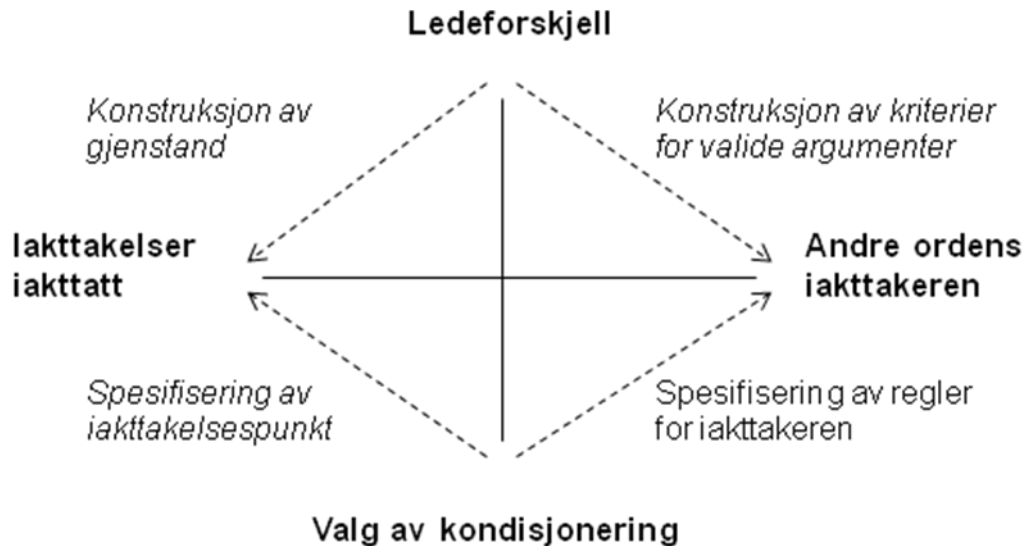 Ledeforskjell
Konstruksjon av
gjenstand
Konstruksjon av kriterier
for valide argumenter
Iakttakelser
iakttatt
Andre ordens
iakttakeren
Spesifisering av
iakttakelsespunkt
Spesifisering av regler
for iakttakeren
Valg av kondisjonering